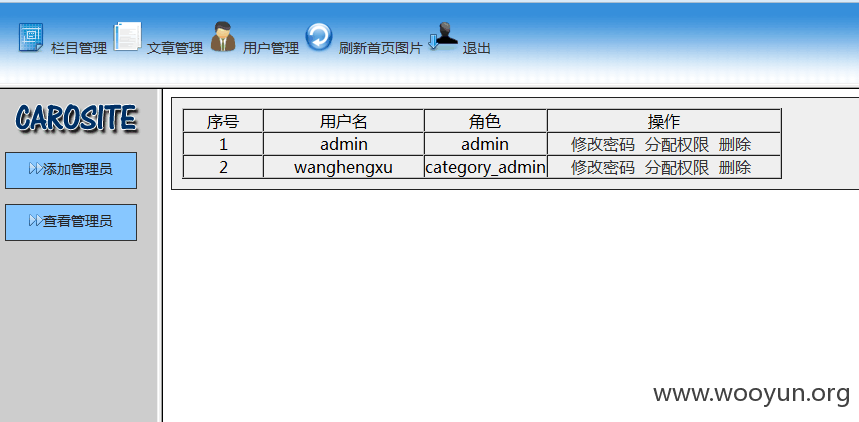 栏目管理 文章管理 用户管理 刷新首页图片 退出
CAROSITE
添加管理员
查看管理员
序号 用户名 角色 操作
1 admin admin 修改密码 分配权限 删除
2 wanghengxu category_admin 修改密码 分配权限 删除
www.wooyun.org